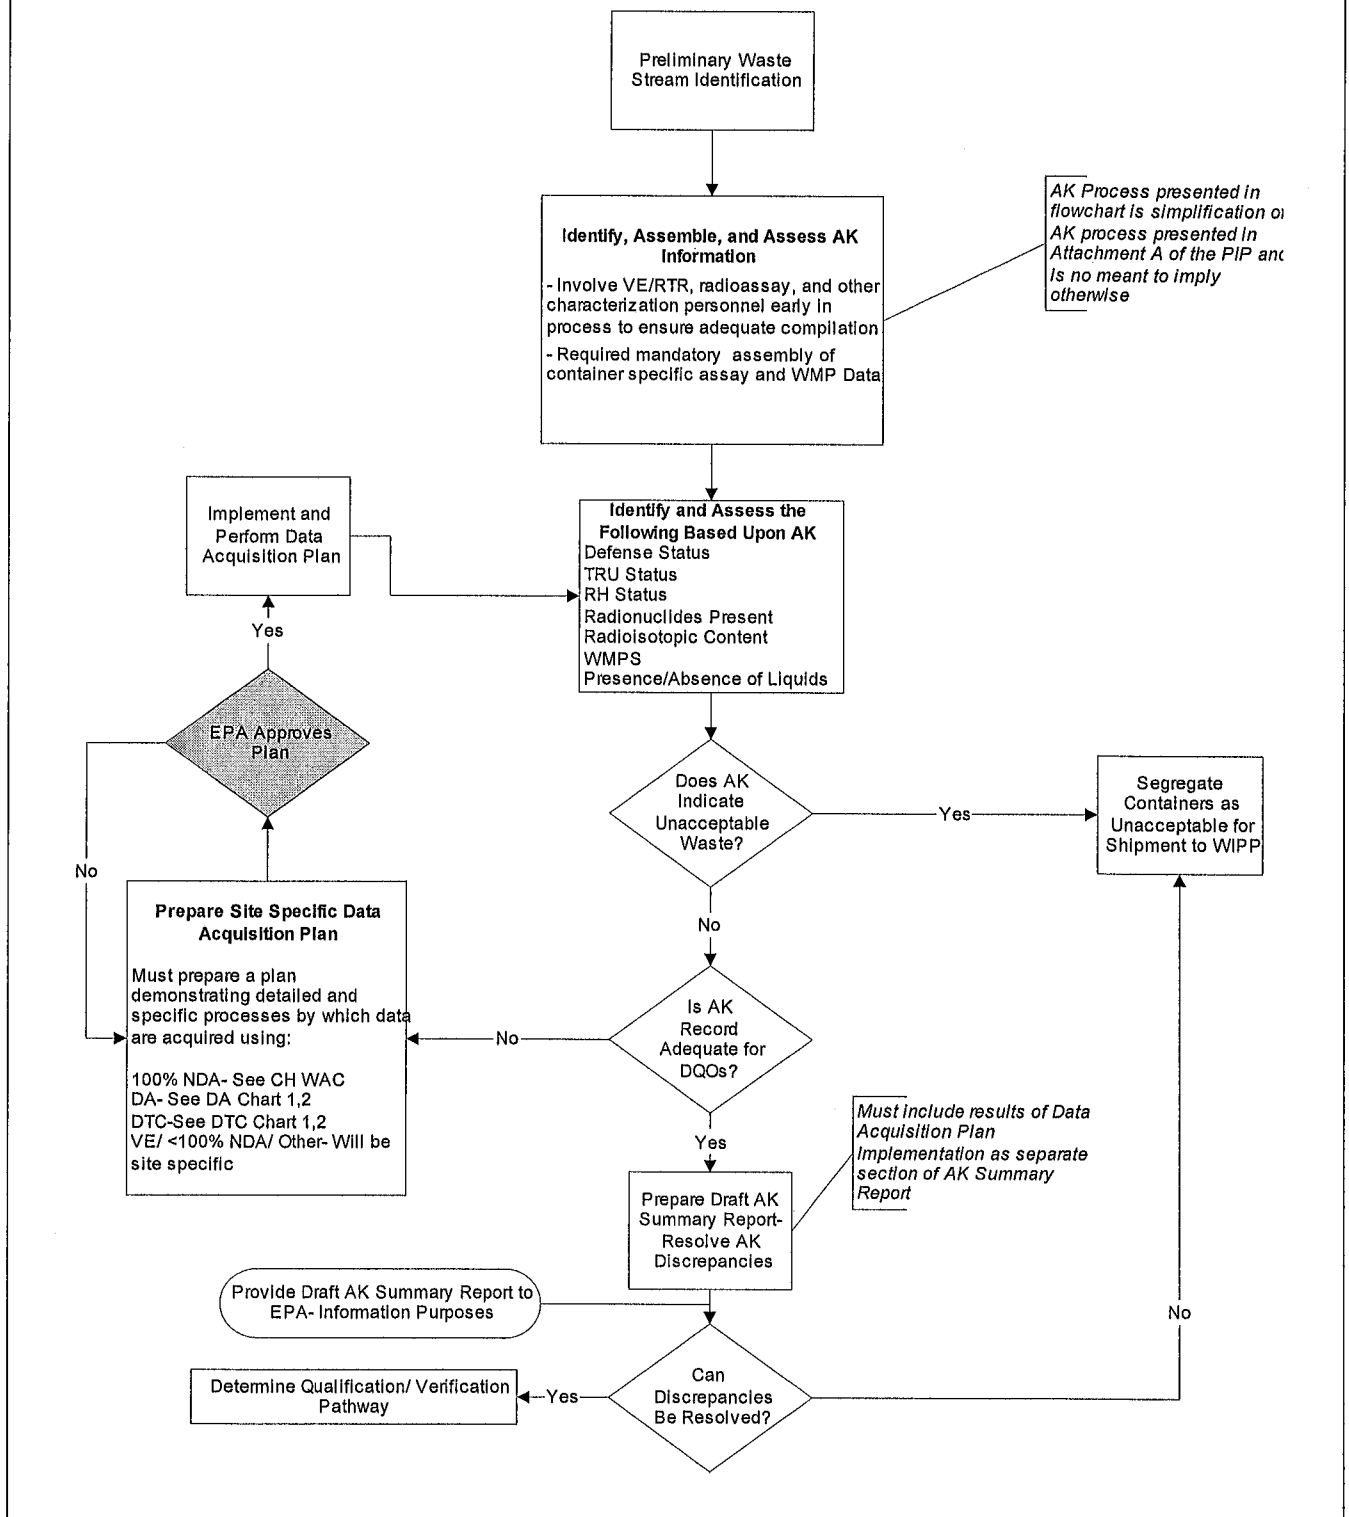 Preliminary Waste
Stream Identification
Identify, Assemble, and Assess AK
Information
- Involve VE/RTR, radioassay, and other
characterization personnel early in
process to ensure adequate compilation
- Required mandatory assembly of
container specific assay and WMP Data
AK Process presented in
flowchart is simplification of
AK process presented in
Attachment A of the PIP and
is no meant to imply
otherwise
Implement and
Perform Data
Acquisition Plan
Identify and Assess the
Following Based Upon AK
Defense Status
TRU Status
RH Status
Radionuclides Present
Radioisotopic Content
WMPS
Presence/Absence of Liquids
Yes
EPA Approves
Plan
No
Does AK
Indicate
Unacceptable
Waste?
Yes
Segregate
Containers as
Unacceptable for
Shipment to WIPP
No
Prepare Site Specific Data
Acquisition Plan
Must prepare a plan
demonstrating detailed and
specific processes by which data
are acquired using:
100% NDA- See CH WAC
DA- See DA Chart 1,2
DTC-See DTC Chart 1,2
VE/ <100% NDA/ Other- Will be
site specific
No
Is AK
Record
Adequate for
DQOs?
Yes
Must include results of Data
Acquisition Plan
Implementation as separate
section of AK Summary
Report
Prepare Draft AK
Summary Report-
Resolve AK
Discrepancies
Provide Draft AK Summary Report to
EPA- Information Purposes
No
Can
Discrepancies
Be Resolved?
Yes
Determine Qualification/ Verification
Pathway